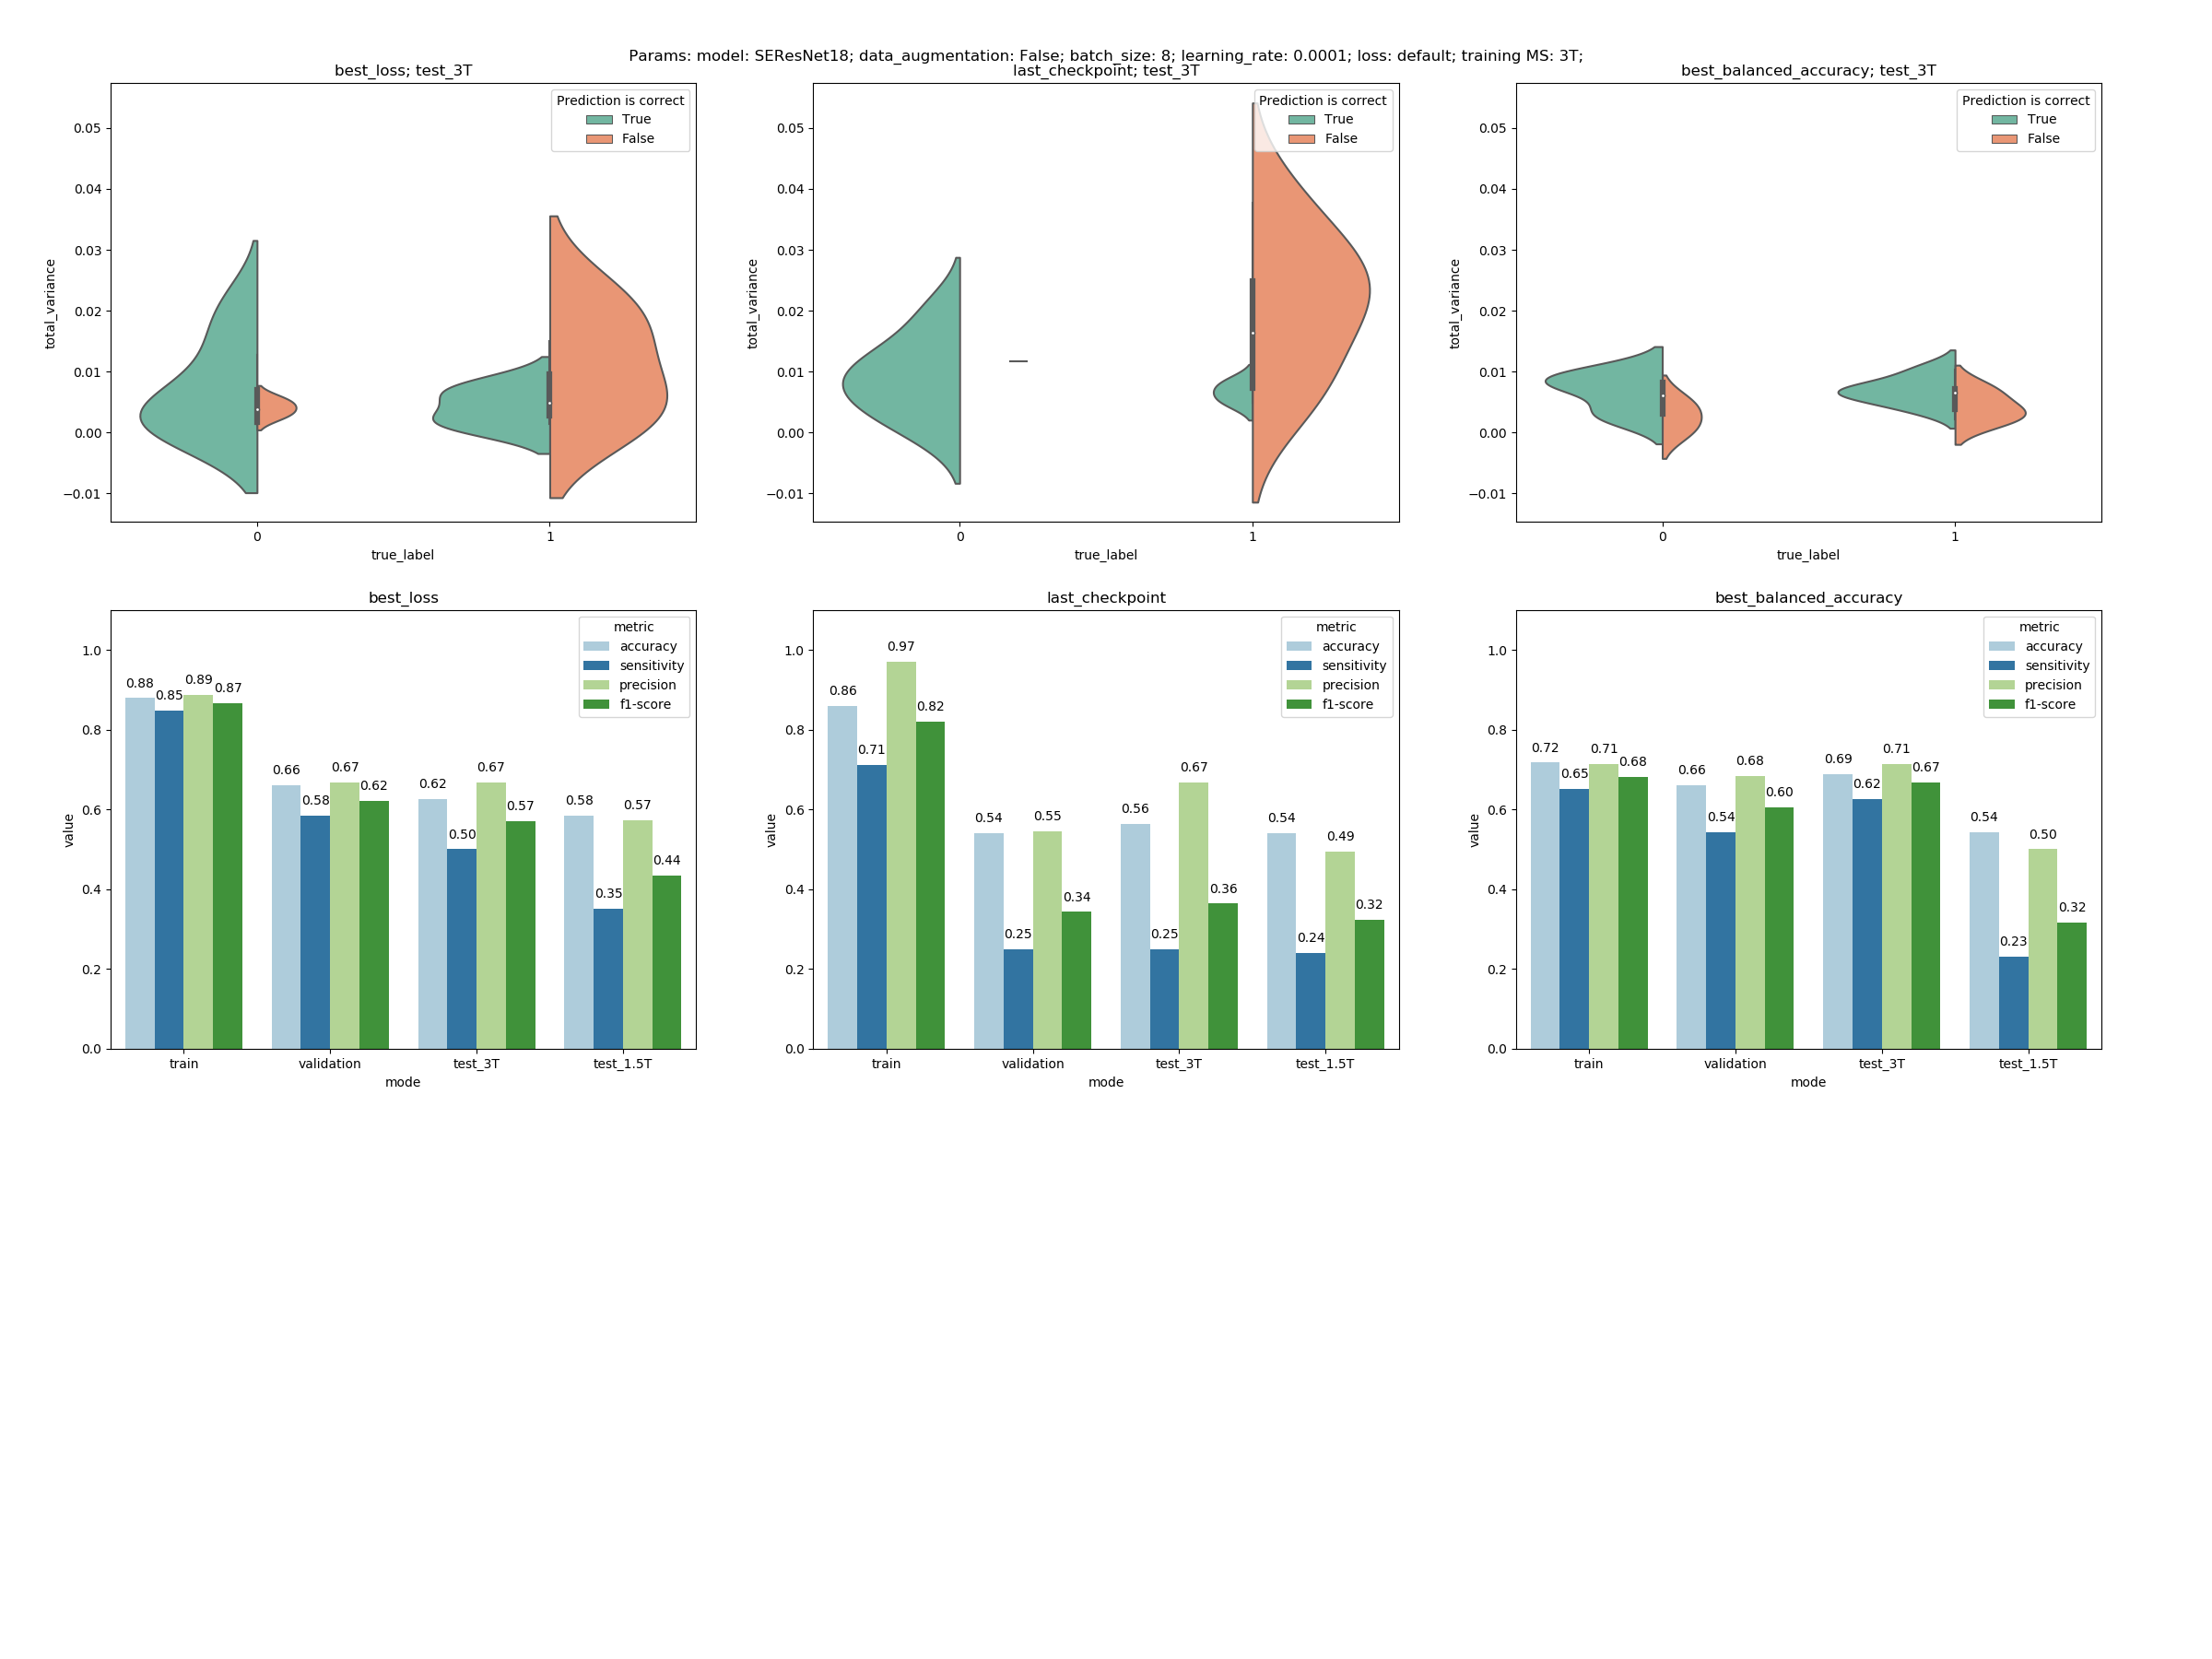 Params: model: SEResNet18; data_augmentation: False; batch_size: 8; learning_rate: 0.0001; loss: default; training MS: 3T;
best_loss; test_3T
Prediction is correct
True
False
0.05
0.04
0.03
0.02
0.01
0.00
−0.01
total_variance
0
1
true_label
last_checkpoint; test_3T
Prediction is correct
True
False
0.05
0.04
0.03
0.02
0.01
0.00
−0.01
total_variance
0
1
true_label
best_balanced_accuracy; test_3T
Prediction is correct
True
False
0.05
0.04
0.03
0.02
0.01
0.00
−0.01
total_variance
0
1
true_label
best_loss
metric
accuracy
sensitivity
precision
f1-score
1.0
0.8
0.6
0.4
0.2
0.0
value
0.88
0.85
0.89
0.87
0.66
0.58
0.67
0.62
0.62
0.50
0.67
0.57
0.58
0.35
0.57
0.44
train
validation
test_3T
test_1.5T
mode
last_checkpoint
metric
accuracy
sensitivity
precision
f1-score
1.0
0.8
0.6
0.4
0.2
0.0
value
0.86
0.71
0.97
0.82
0.54
0.25
0.55
0.34
0.56
0.25
0.67
0.36
0.54
0.24
0.49
0.32
train
validation
test_3T
test_1.5T
mode
best_balanced_accuracy
metric
accuracy
sensitivity
precision
f1-score
1.0
0.8
0.6
0.4
0.2
0.0
value
0.72
0.65
0.71
0.68
0.66
0.54
0.68
0.60
0.69
0.62
0.71
0.67
0.54
0.23
0.50
0.32
train
validation
test_3T
test_1.5T
mode